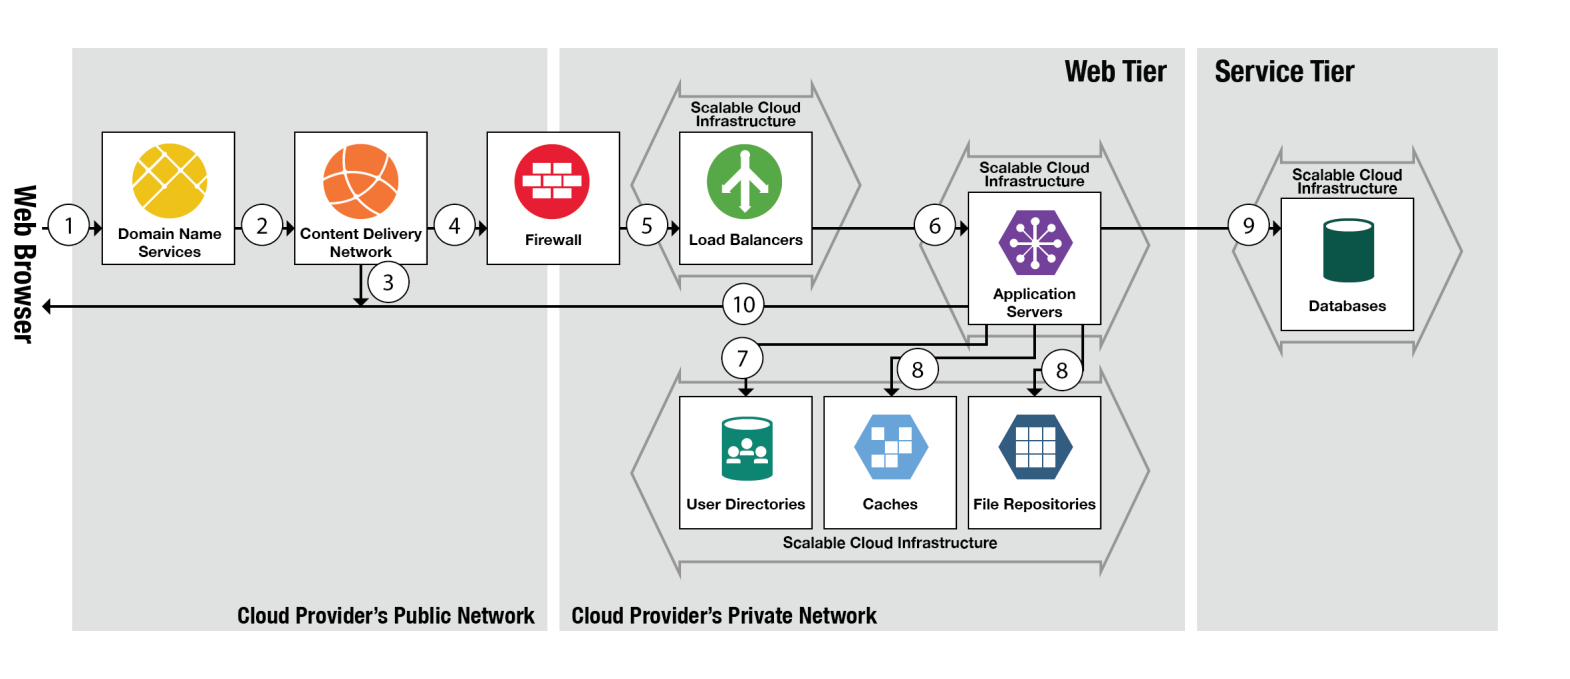 Web Tier
Service Tier
Scalable Cloud
Infrastructure
Scalable Cloud
Infrastructure
Scalable Cloud
Infrastructure
Web Browser
1
Domain Name
Services
2
Content Delivery
Network
3
4
Firewall
5
Load Balancers
6
Application
Servers
9
Databases
10
7
8
8
User Directories
Caches
File Repositories
Scalable Cloud Infrastructure
Cloud Provider’s Public Network
Cloud Provider’s Private Network